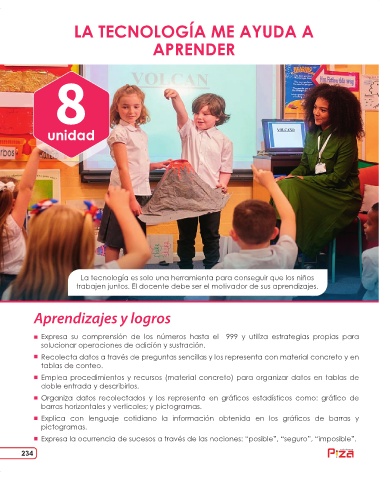 LA TECNOLOGÍA ME AYUDA A
APRENDER
8
unidad
VOLCAN
VOLCANO
La tecnología es solo una herramienta para conseguir que los niños
trabajen juntos. El docente debe ser el motivador de sus aprendizajes.
Aprendizajes y logros
Expresa su comprensión de los números hasta el 999 y utiliza estrategias propias para
solucionar operaciones de adición y sustración.
Recolecta datos a través de preguntas sencillas y los representa con material concreto y en
tablas de conteo.
Emplea procedimientos y recursos (material concreto) para organizar datos en tablas de
doble entrada y describirlos.
Organiza datos recolectados y los representa en gráficos estadísticos como: gráfico de
barras horizontales y verticales; y pictogramas.
Explica con lenguaje cotidiano la información obtenida en los gráficos de barras y
pictogramas.
Expresa la ocurrencia de sucesos a través de las nociones: “posible”, “seguro”, “imposible”.
234